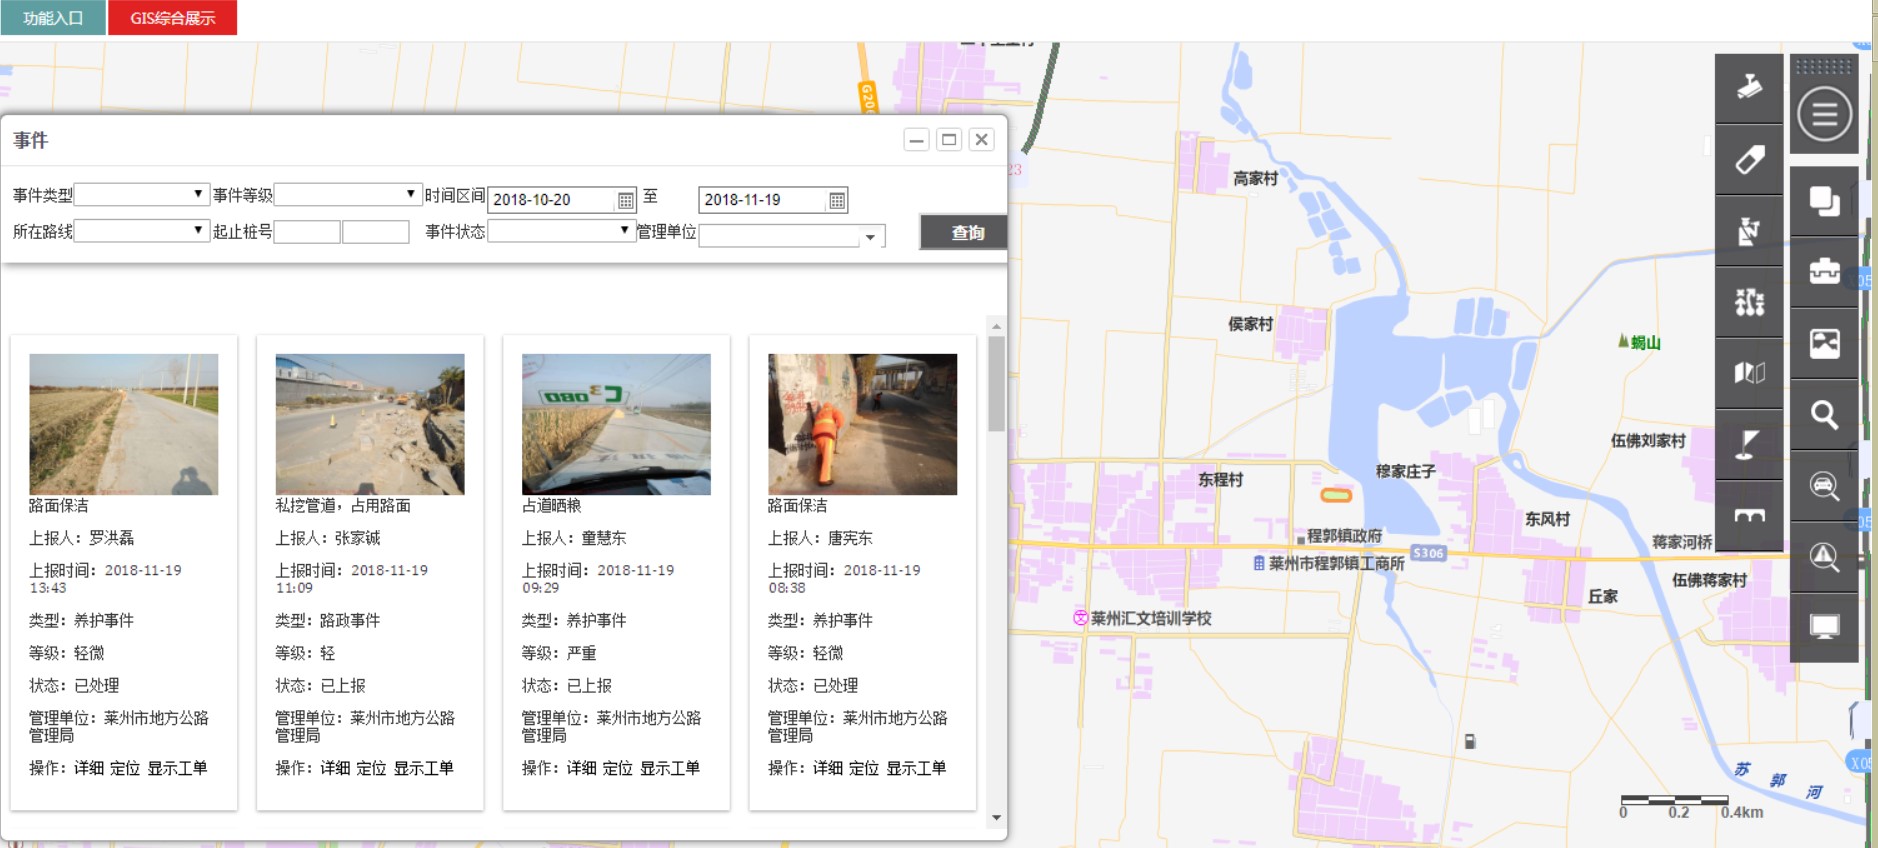 功能入口
GIS综合展示
事件
事件类型
事件等级
时间区间
2018-10-20
至
2018-11-19
所在路线
起止桩号
事件状态
管理单位
查询
路面保洁
上报人：罗洪磊
上报时间：2018-11-19
13:43
类型：养护事件
等级：轻微
状态：已处理
管理单位：莱州市地方公路
管理局
操作：详细 定位 显示工单
私挖管道，占用路面
上报人：张家铖
上报时间：2018-11-19
11:09
类型：路政事件
等级：轻
状态：已上报
管理单位：莱州市地方公路
管理局
操作：详细 定位 显示工单
占道晒粮
上报人：童慧东
上报时间：2018-11-19
09:29
类型：养护事件
等级：严重
状态：已上报
管理单位：莱州市地方公路
管理局
操作：详细 定位 显示工单
路面保洁
上报人：唐宪东
上报时间：2018-11-19
08:38
类型：养护事件
等级：轻微
状态：已处理
管理单位：莱州市地方公路
管理局
操作：详细 定位 显示工单
G20
23
高家村
侯家村
蝎山
伍佛刘家村
穆家庄子
东程村
东风村
程郭镇政府
S306
蒋家河桥
莱州市程郭镇工商所
伍佛蒋家村
丘家
莱州汇文培训学校
苏郭河
X05
0 0.2 0.4km